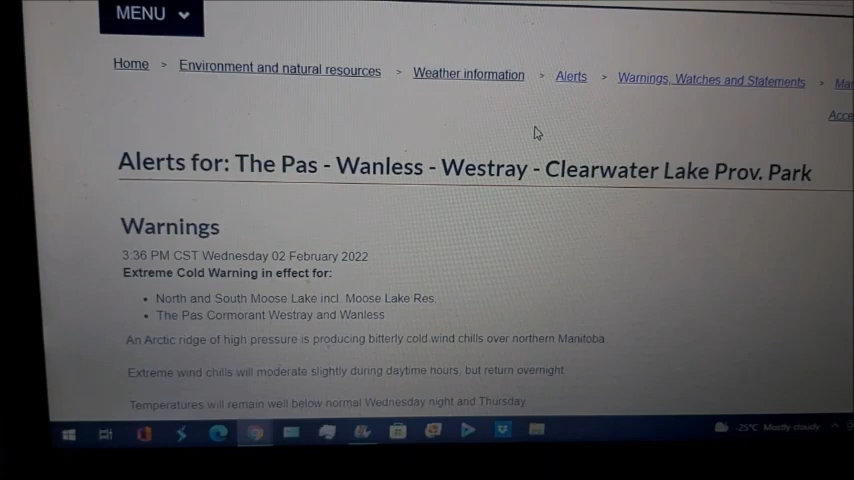 MENU
Home > Environment and natural resources > Weather information > Alerts > Warnings, Watches and Statements >
Alerts for: The Pas - Wanless - Westray - Clearwater Lake Prov. Park
Warnings
3:36 PM CST Wednesday 02 February 2022
Extreme Cold Warning in effect for:
• North and South Moose Lake incl. Moose Lake Res.
• The Pas Cormorant Westray and Wanless
An Arctic ridge of high pressure is producing bitterly cold wind chills over northern Manitoba.
Extreme wind chills will moderate slightly during daytime hours, but return overnight.
Temperatures will remain well below normal Wednesday night and Thursday.
-25°C Mostly cloudy